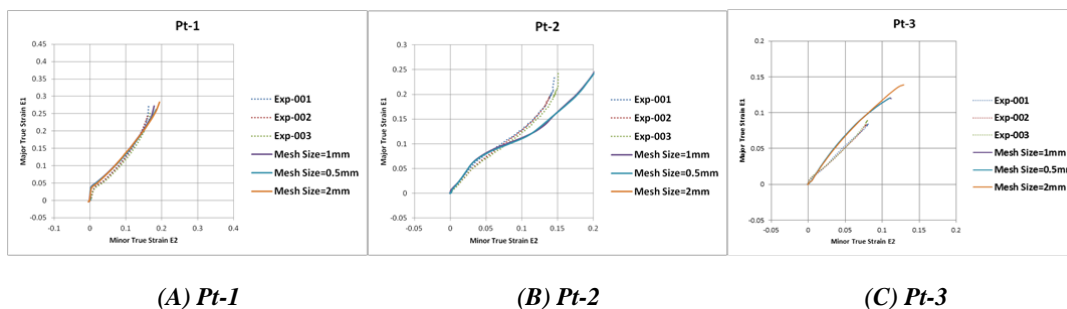 Pt-1
0.45
0.4
0.35
0.3
0.25
0.2
0.15
0.1
0.05
0
-0.05
-0.1 0 0.1 0.2 0.3 0.4
Major True Strain E1
Minor True Strain E2
Exp-001
Exp-002
Exp-003
Mesh Size=1mm
Mesh Size=0.5mm
Mesh Size=2mm
Pt-2
0.3
0.25
0.2
0.15
0.1
0.05
0
-0.05
-0.05 0 0.05 0.1 0.15 0.2
Major True Strain E1
Minor True Strain E2
Exp-001
Exp-002
Exp-003
Mesh Size=1mm
Mesh Size=0.5mm
Mesh Size=2mm
Pt-3
0.2
0.15
0.1
0.05
0
-0.05
-0.05 0 0.05 0.1 0.15 0.2
Major True Strain E1
Minor True Strain E2
Exp-001
Exp-002
Exp-003
Mesh Size=1mm
Mesh Size=0.5mm
Mesh Size=2mm
(A) Pt-1
(B) Pt-2
(C) Pt-3